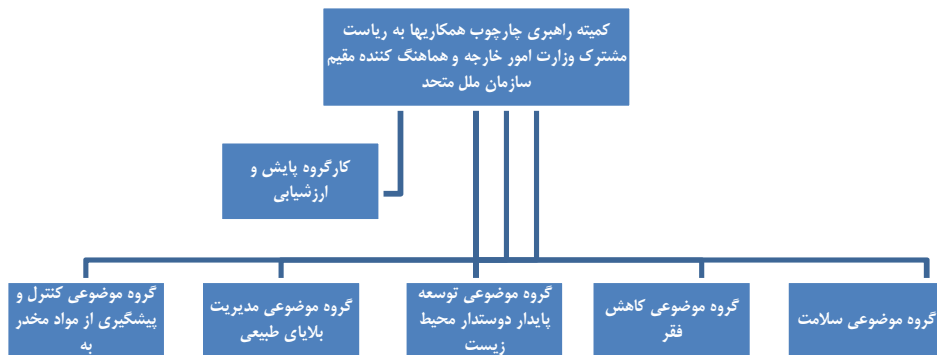 کمیته راهبری چارچوب همکاریها به ریاست
مشترک وزارت امور خارجه و هماهنگ کننده مقیم
سازمان ملل متحد
کارگروه پایش و
ارزشیابی
گروه موضوعی سلامت
گروه موضوعی کاهش
فقر
گروه موضوعی توسعه
پایدار دوستدار محیط
زیست
گروه موضوعی مدیریت
بلایای طبیعی
گروه موضوعی کنترل و
پیشگیری از مواد مخدر
به